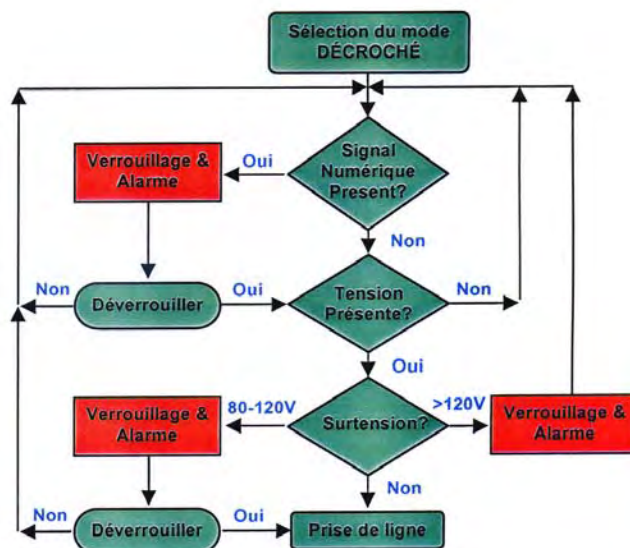 Sélection du mode
DÉCROCHÉ
Signal
Numérique
Present?
Oui
Verrouillage &
Alarme
Non
Non
Déverrouiller
Oui
Tension
Présente?
Non
Oui
Verrouillage &
Alarme
80-120V
Surtension?
>120V
Verrouillage &
Alarme
Non
Non
Déverrouiller
Oui
Prise de ligne